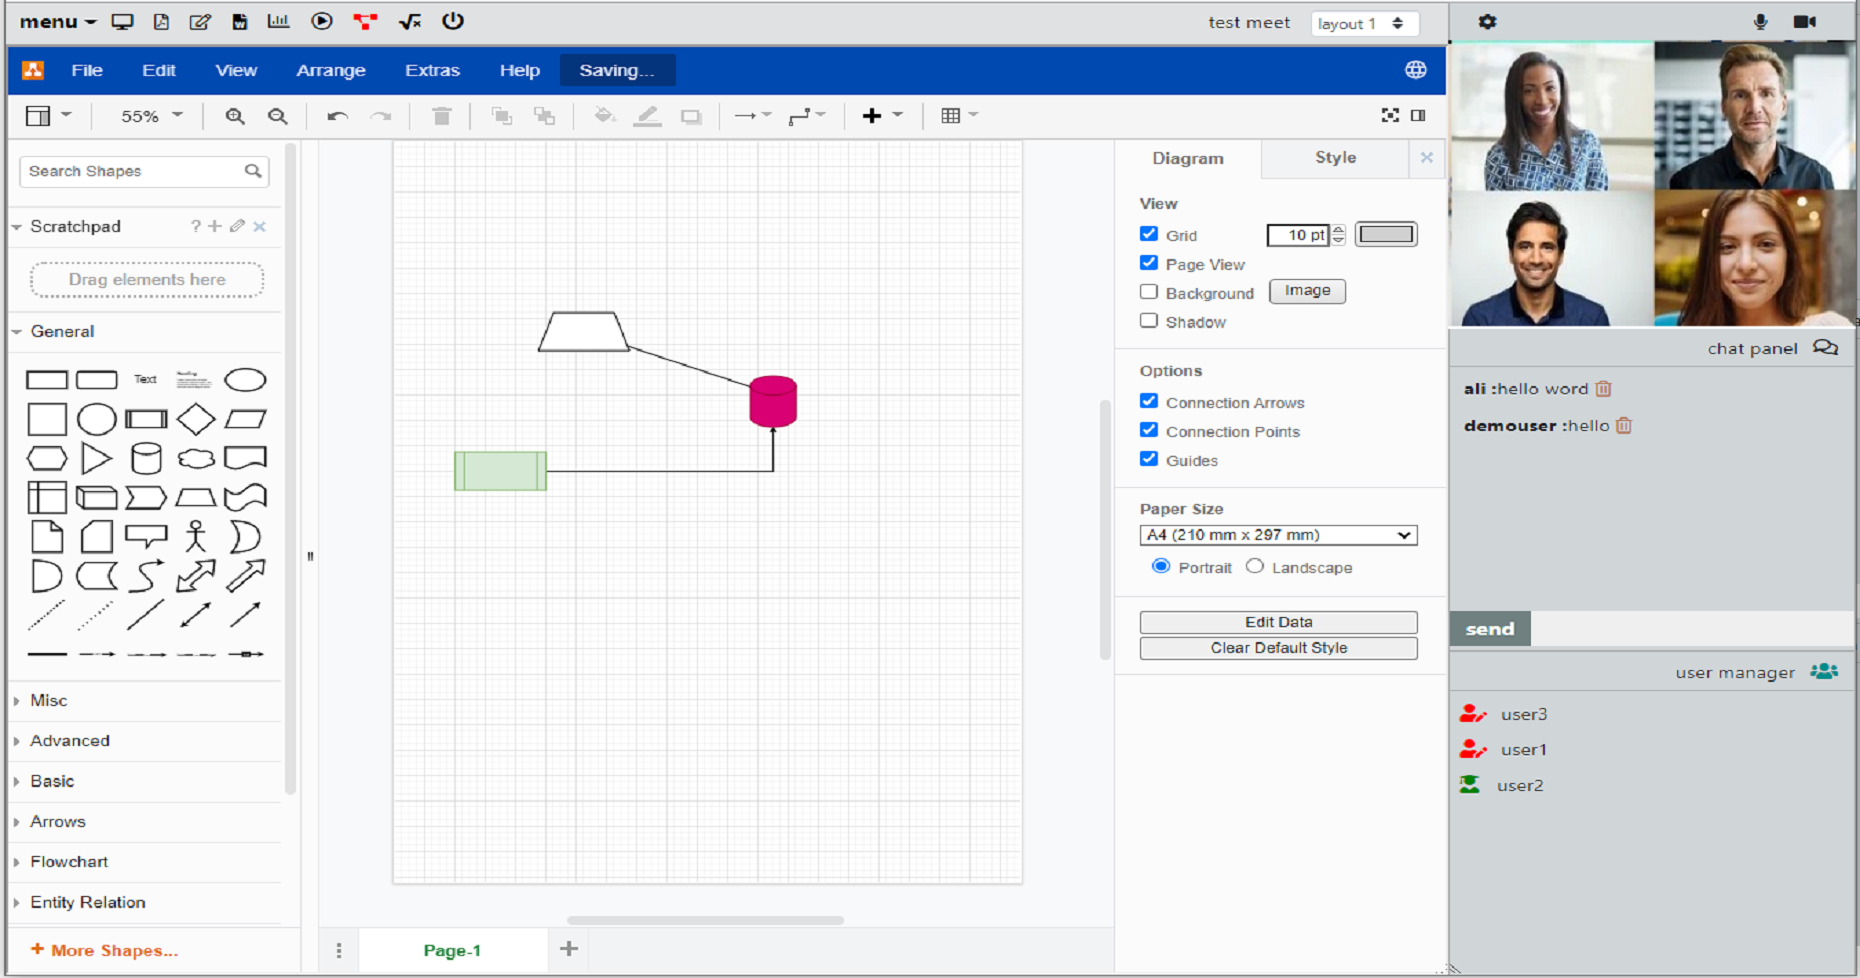 menu
test meet
layout 1
File Edit View Arrange Extras Help Saving...
55%
Search Shapes
Scratchpad
?
Drag elements here
General
Text
Heading
Misc
Advanced
Basic
Arrows
Flowchart
Entity Relation
+ More Shapes...
Page-1
Diagram Style
View
Grid 10 pt
Page View
Background Image
Shadow
Options
Connection Arrows
Connection Points
Guides
Paper Size
A4 (210 mm x 297 mm)
Portrait Landscape
Edit Data
Clear Default Style
chat panel
ali :hello word
demouser :hello
send
user manager
user3
user1
user2